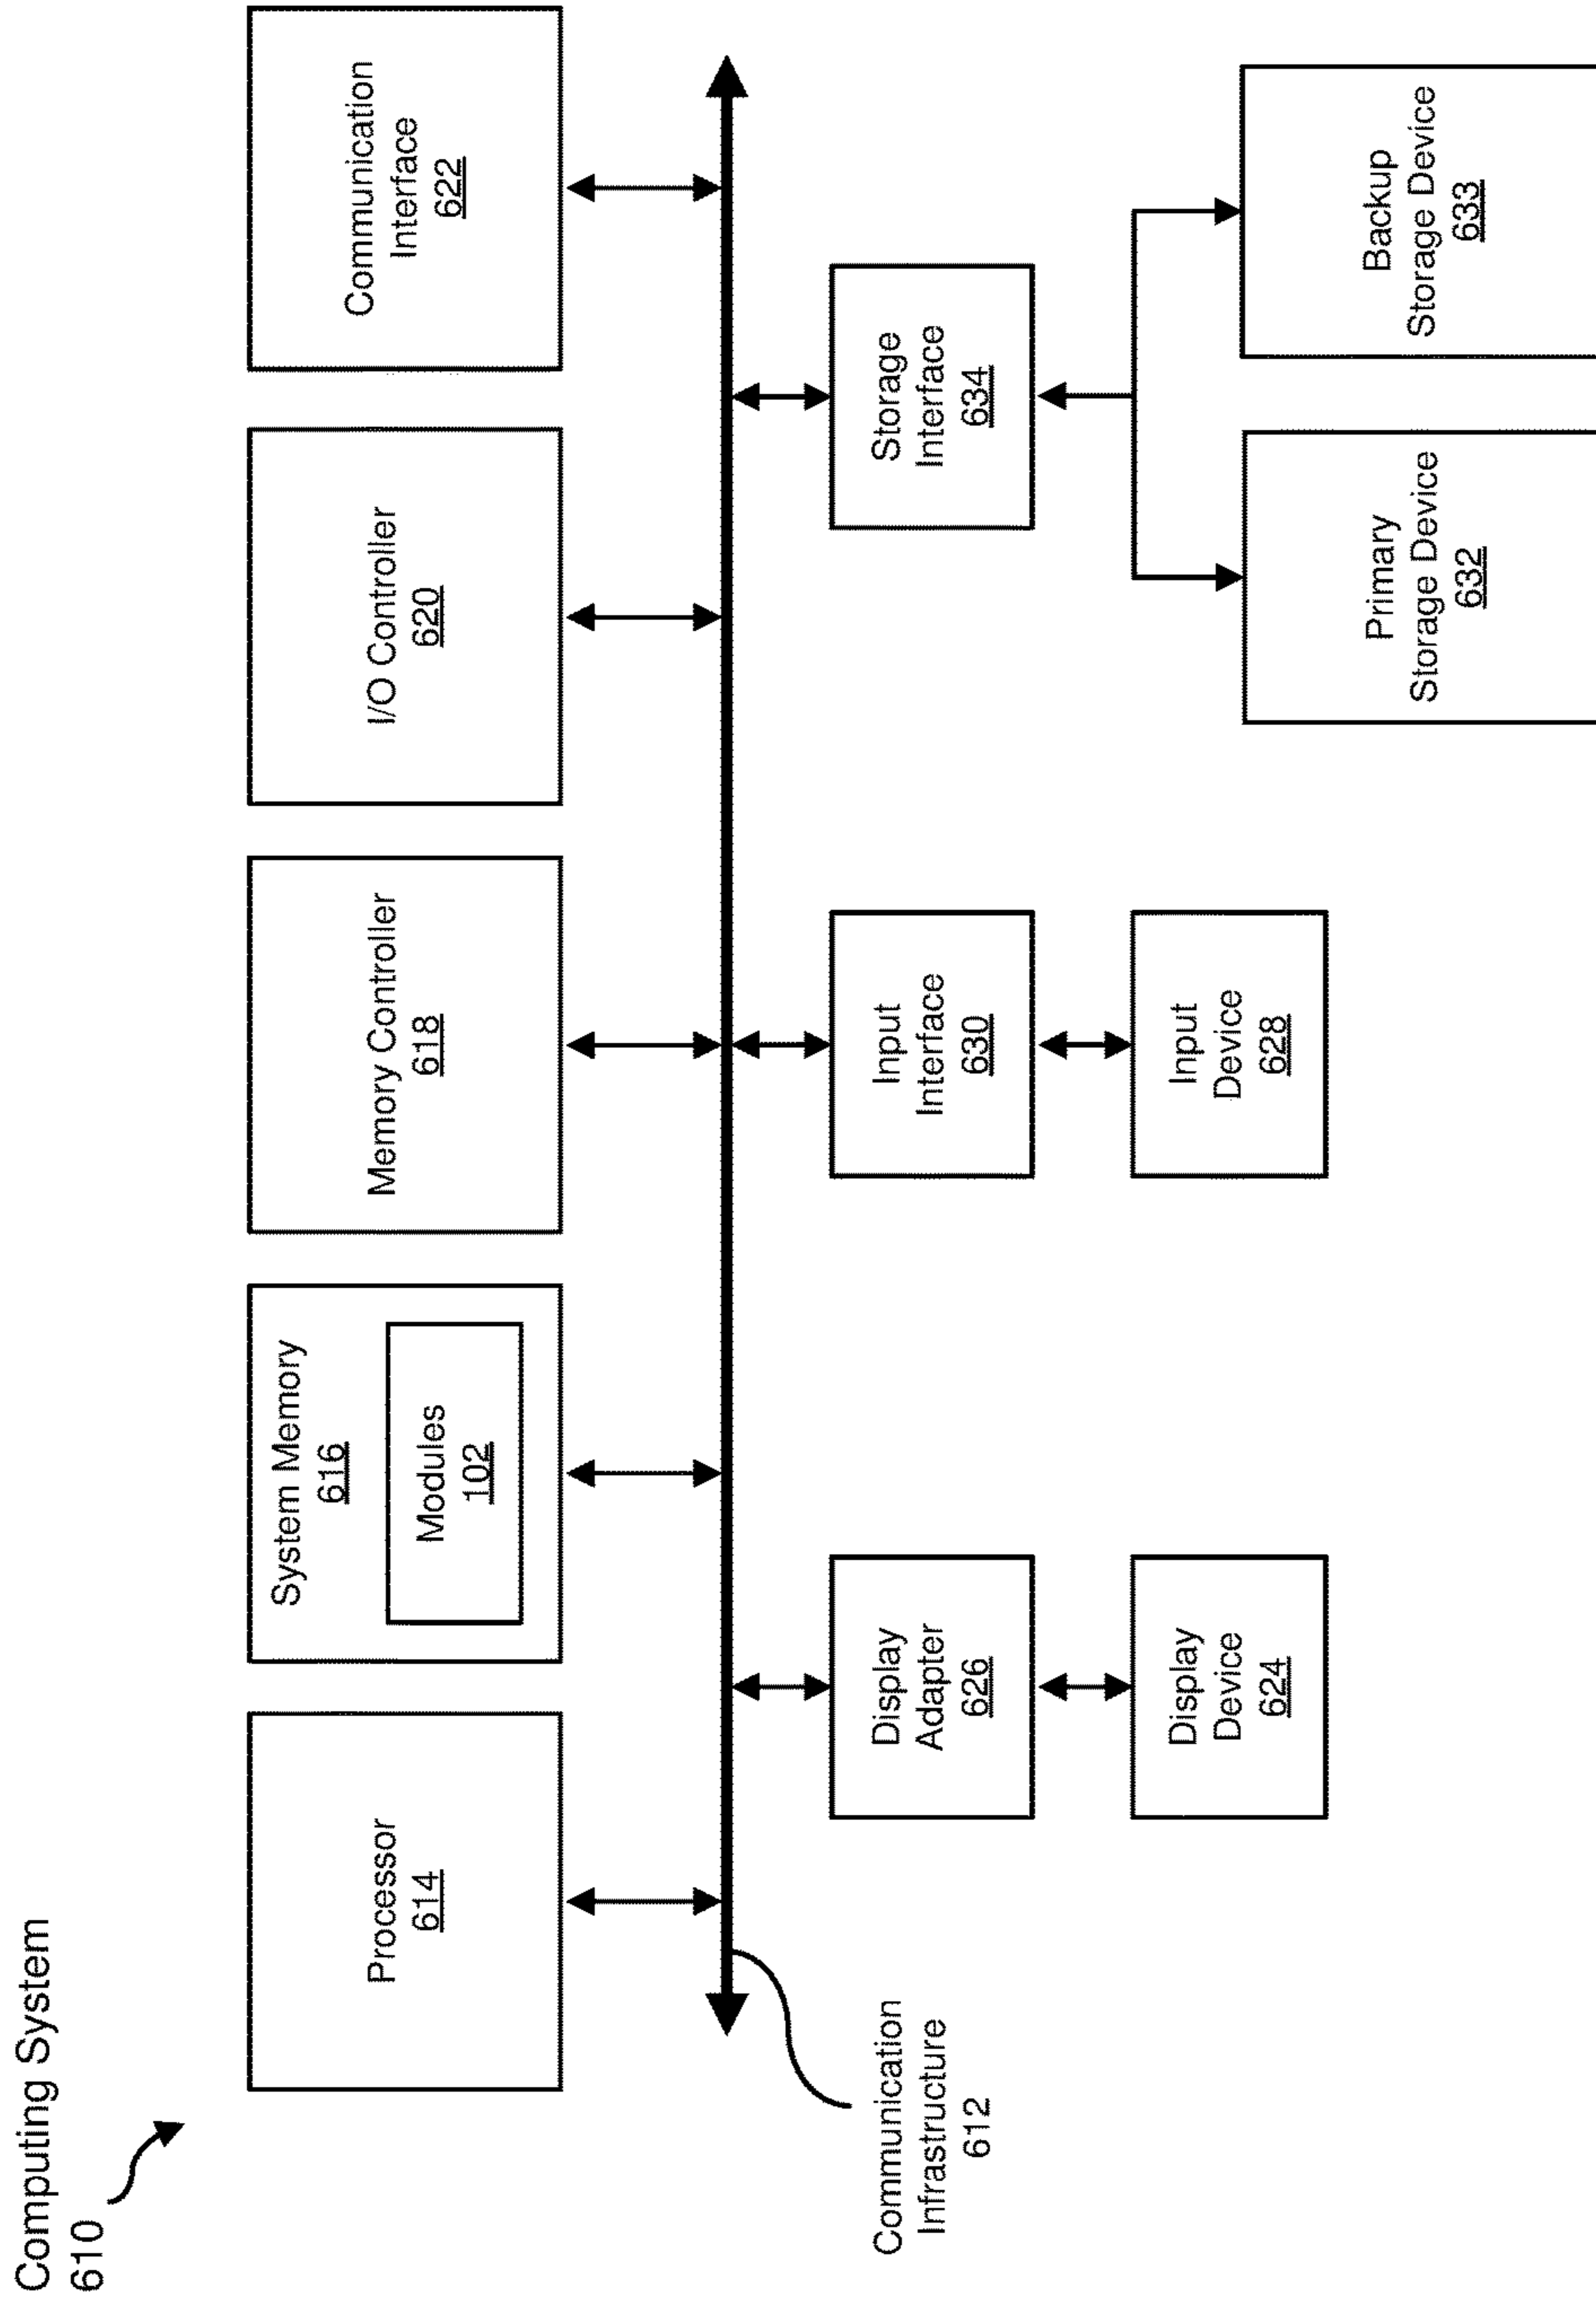 Computing System
610
Processor
614
System Memory
616
Modules
102
Memory Controller
618
I/O Controller
620
Communication
Interface
622
Communication
Infrastructure
612
Display
Adapter
626
Input
Interface
630
Storage
Interface
634
Display
Device
624
Input
Device
628
Primary
Storage Device
632
Backup
Storage Device
633